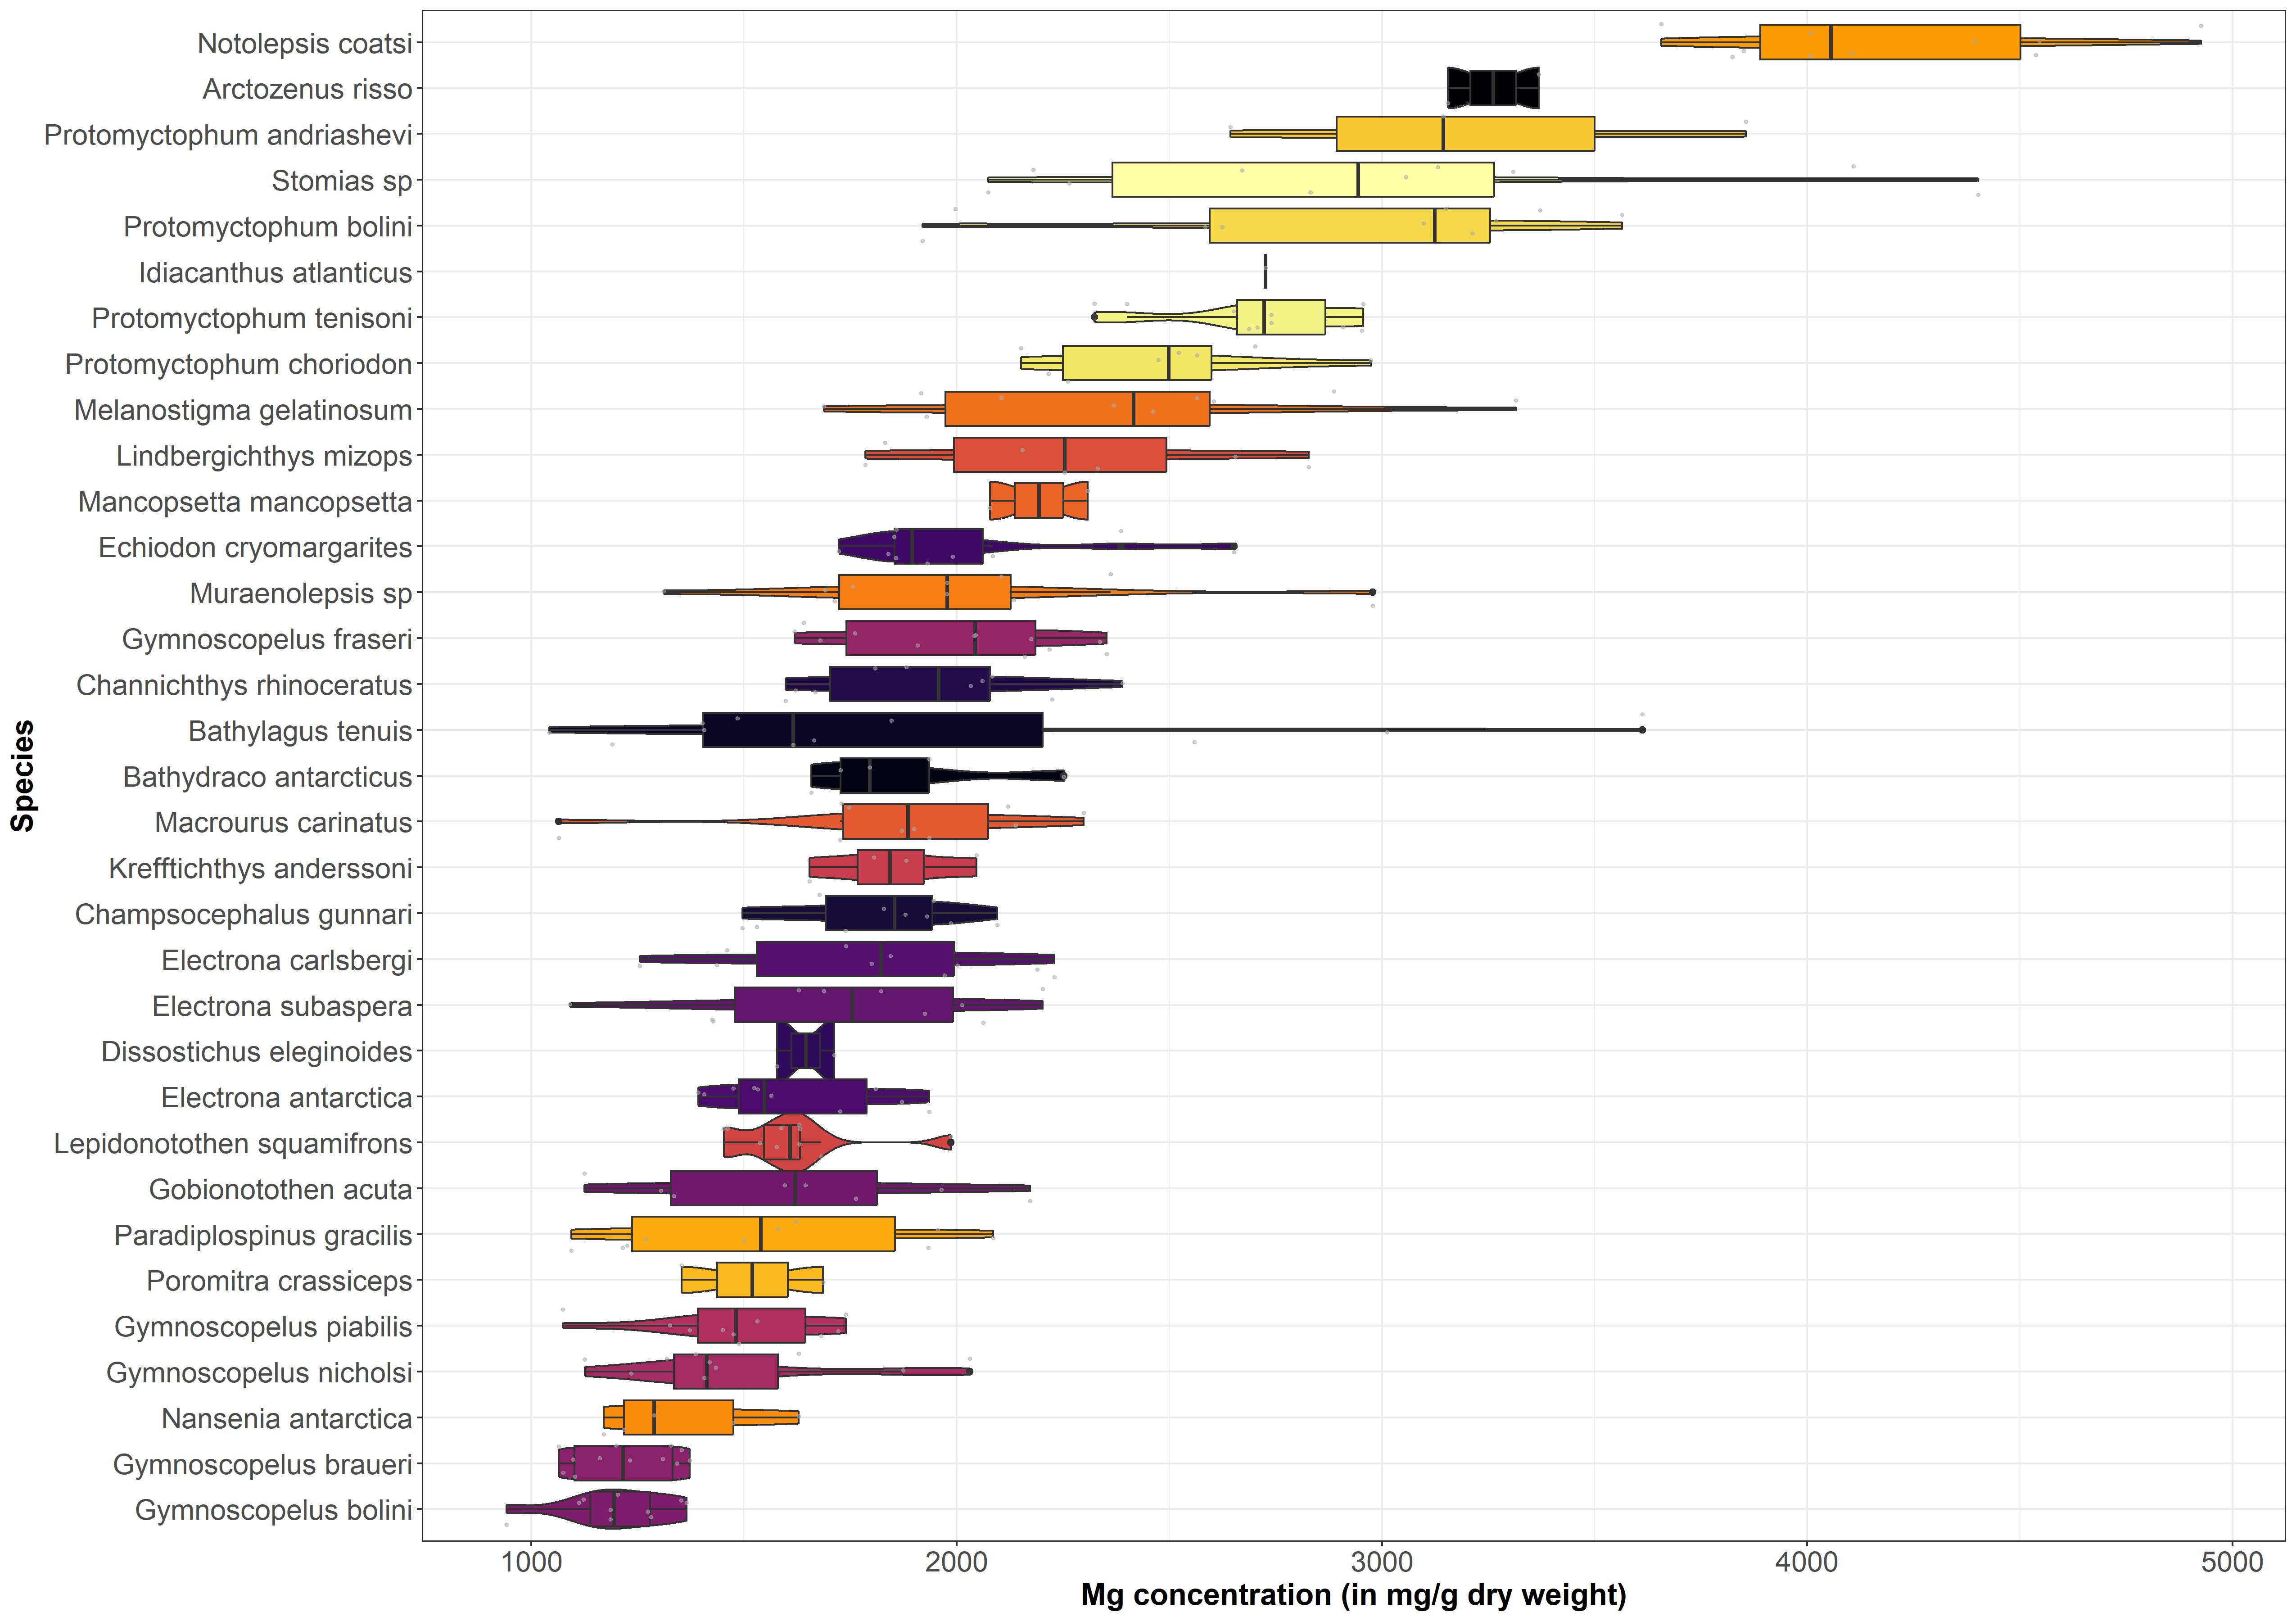 Notolepsis coatsi
Arctozenus risso
Protomyctophum andriashevi
Stomias sp
Protomyctophum bolini
Idiacanthus atlanticus
Protomyctophum tenisoni
Protomyctophum choriodon
Melanostigma gelatinosum
Lindbergichthys mizops
Mancopsetta mancopsetta
Echiodon cryomargarites
Muraenolepsis sp
Gymnoscopelus fraseri
Channichthys rhinoceratus
Bathylagus tenuis
Bathydraco antarcticus
Macrourus carinatus
Krefftichthys anderssoni
Champsocephalus gunnari
Electrona carlsbergi
Electrona subaspera
Dissostichus eleginoides
Electrona antarctica
Lepidonotothen squamifrons
Gobionotothen acuta
Paradiplospinus gracilis
Poromitra crassiceps
Gymnoscopelus piabilis
Gymnoscopelus nicholsi
Nansenia antarctica
Gymnoscopelus braueri
Gymnoscopelus bolini
Species
1000 2000 3000 4000 5000
Mg concentration (in mg/g dry weight)